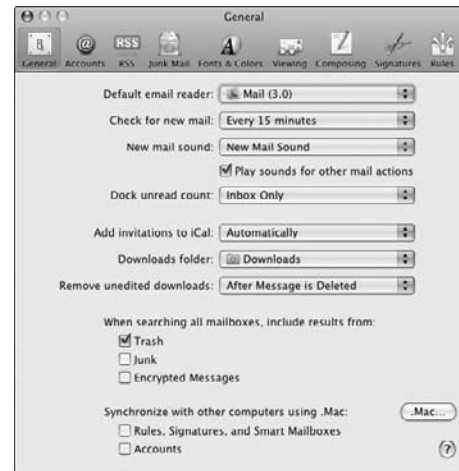 General
General Accounts RSS Junk Mail Fonts & Colors Viewing Composing Signatures Rules
Default email reader: Mail (3.0)
Check for new mail: Every 15 minutes
New mail sound: New Mail Sound
Play sounds for other mail actions
Dock unread count: Inbox Only
Add invitations to iCal: Automatically
Downloads folder: Downloads
Remove unedited downloads: After Message is Deleted
When searching all mailboxes, include results from:
Trash
Junk
Encrypted Messages
Synchronize with other computers using .Mac: .Mac...
Rules, Signatures, and Smart Mailboxes
Accounts ?